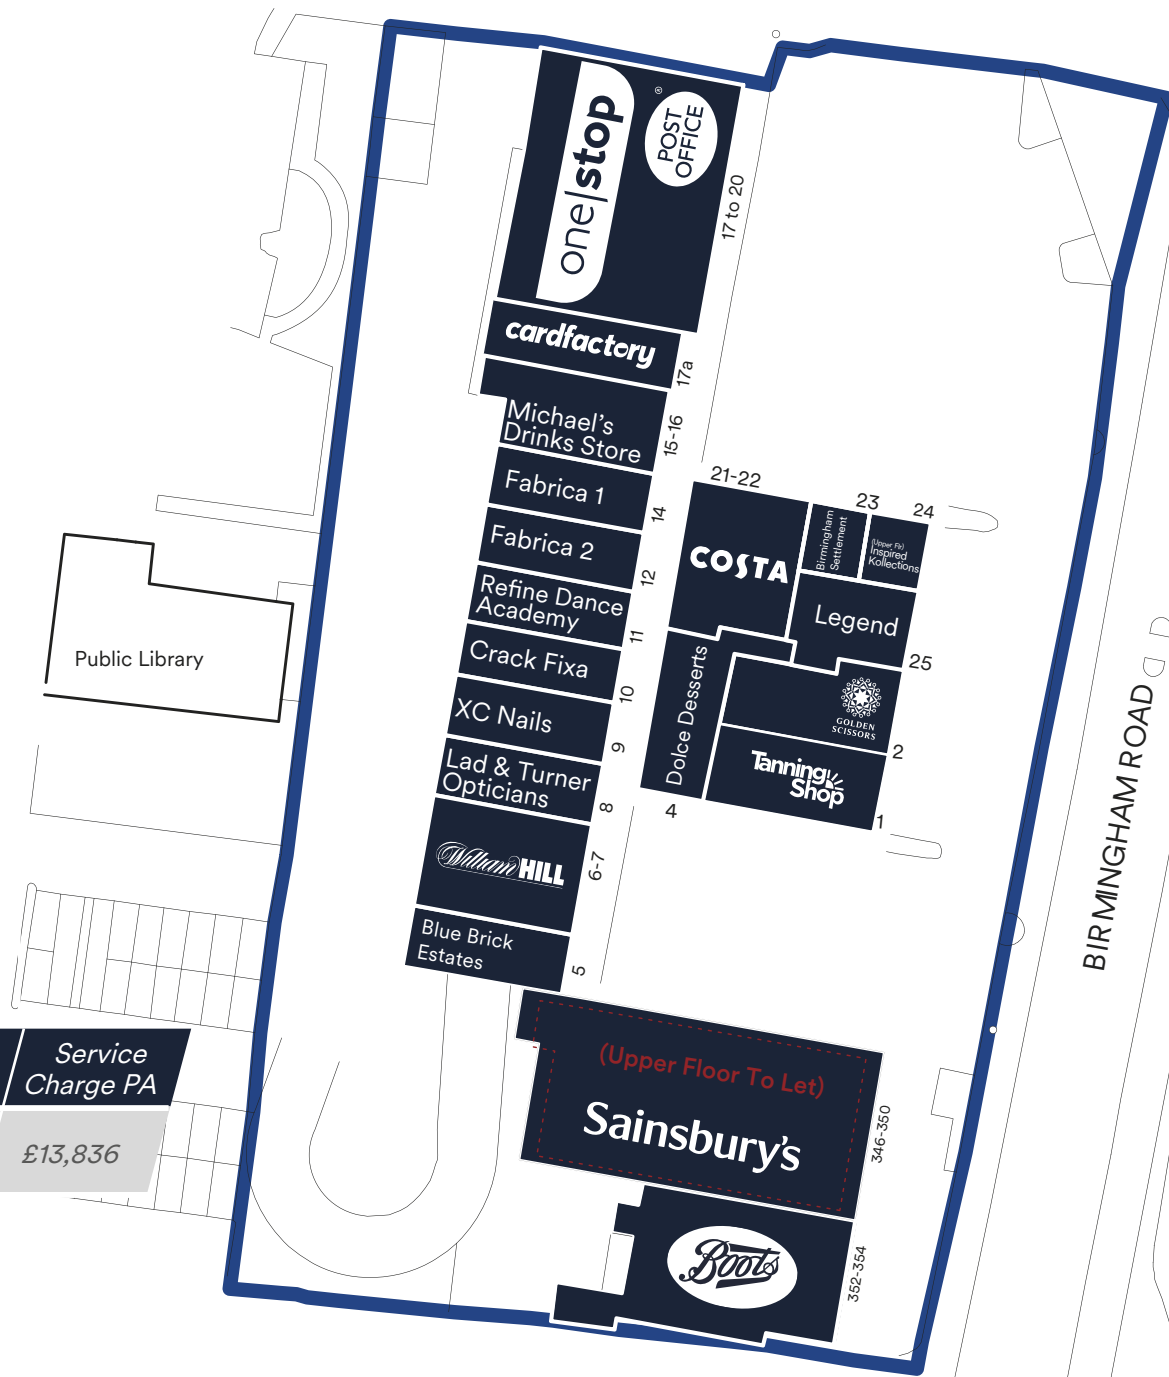 one|stop
POST
OFFICE
®
17 to 20
cardfactory
17a
Michael's
Drinks Store
15-16
Fabrica 1
14
Fabrica 2
12
Refine Dance
Academy
11
Crack Fixa
10
XC Nails
9
Lad & Turner
Opticians
8
William HILL
6-7
Blue Brick
Estates
5
21-22
COSTA
23
Birmingham
Settlement
24
(Upper Flr)
Inspired
Kollections
Legend
25
Dolce Desserts
4
GOLDEN
SCISSORS
2
Tanning
Shop
1
Public Library
BIRMINGHAM ROAD
Service
Charge PA
£13,836
(Upper Floor To Let)
Sainsbury's
346-350
Boots
352-354